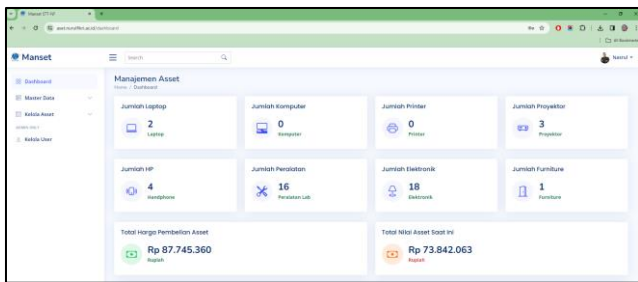 Manset STT-NF
Manset
Search
Nasrul
Dashboard
Master Data
Kelola Asset
Kelola User
Manajemen Asset
Home / Dashboard
Jumlah Laptop
2
Laptop
Jumlah Komputer
0
Komputer
Jumlah Printer
0
Printer
Jumlah Proyektor
3
Proyektor
Jumlah HP
4
Handphone
Jumlah Peralatan
16
Peralatan Lab
Jumlah Elektronik
18
Elektronik
Jumlah Furniture
1
Furniture
Total Harga Pembelian Asset
Rp 87.745.360
Rupiah
Total Nilai Asset Saat Ini
Rp 73.842.063
Rupiah